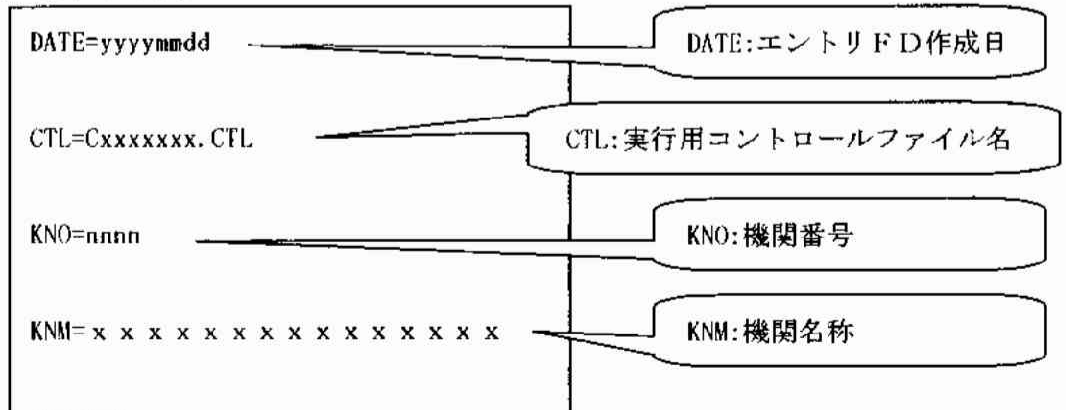 DATE=yyyymmdd
DATE:エントリFD作成日
CTL=Cxxxxxxx.CTL
CTL:実行用コントロールファイル名
KNO=nnnn
KNO:機関番号
KNM=ｘｘｘｘｘｘｘｘｘｘｘｘｘｘｘ
KNM:機関名称